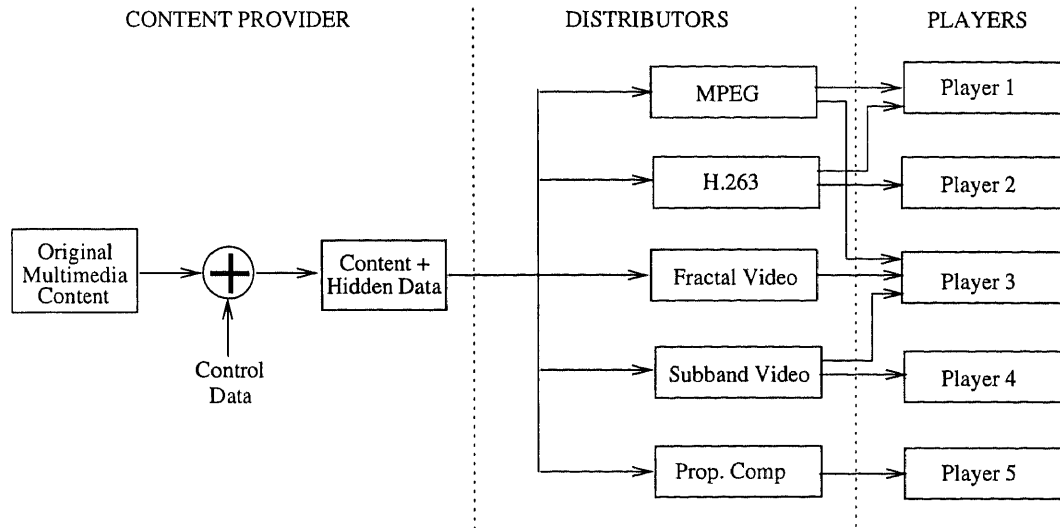 CONTENT PROVIDER
DISTRIBUTORS
PLAYERS
Original
Multimedia
Content
Control
Data
Content +
Hidden Data
MPEG
H.263
Fractal Video
Subband Video
Prop. Comp
Player 1
Player 2
Player 3
Player 4
Player 5